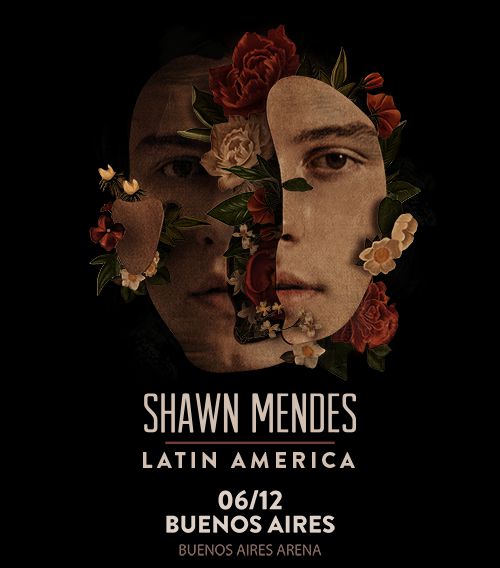 SHAWN MENDES
LATIN AMERICA
06/12
BUENOS AIRES
BUENOS AIRES ARENA